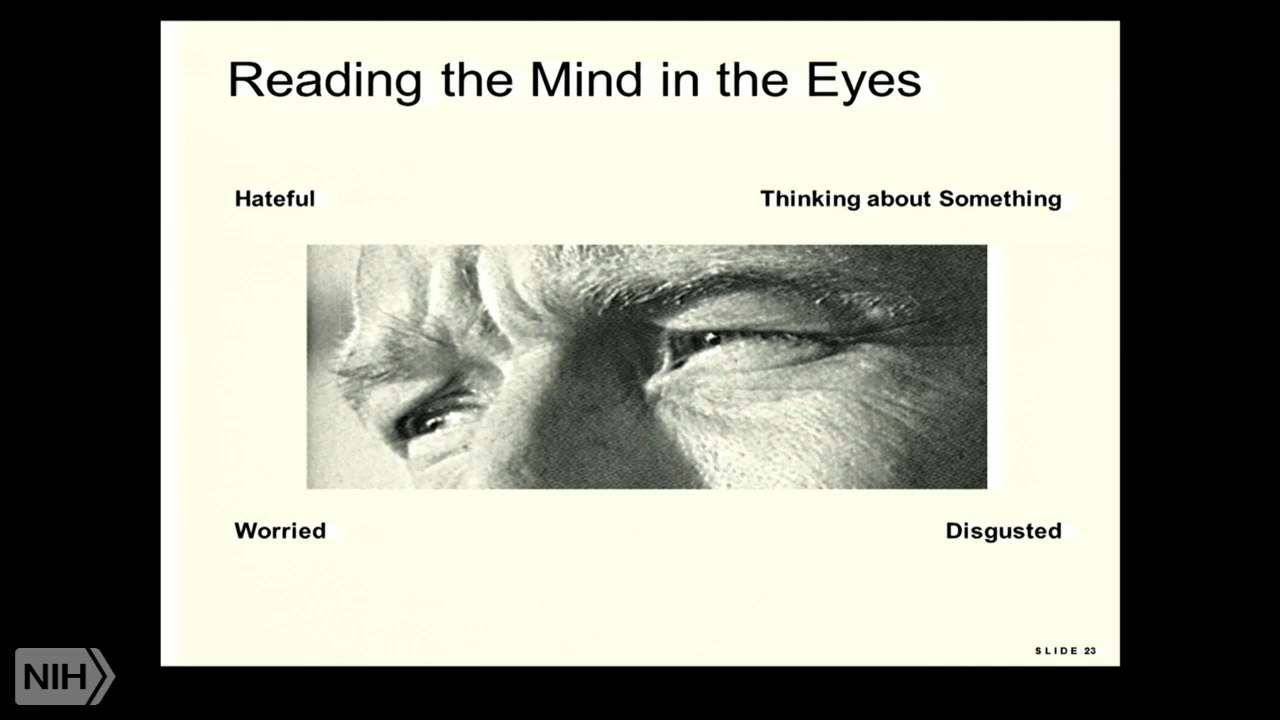 Reading the Mind in the Eyes
Hateful
Thinking about Something
Worried
Disgusted
SLIDE 23
NIH